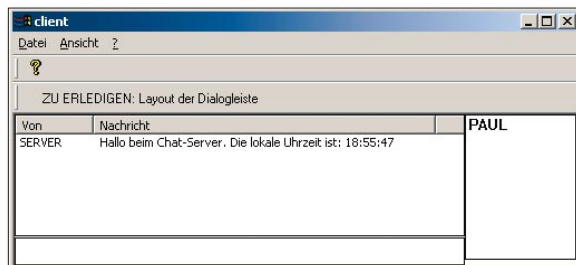 client
Datei Ansicht ?
ZU ERLEDIGEN: Layout der Dialogleiste
Von Nachricht
PAUL
SERVER Hallo beim Chat-Server. Die lokale Uhrzeit ist: 18:55:47